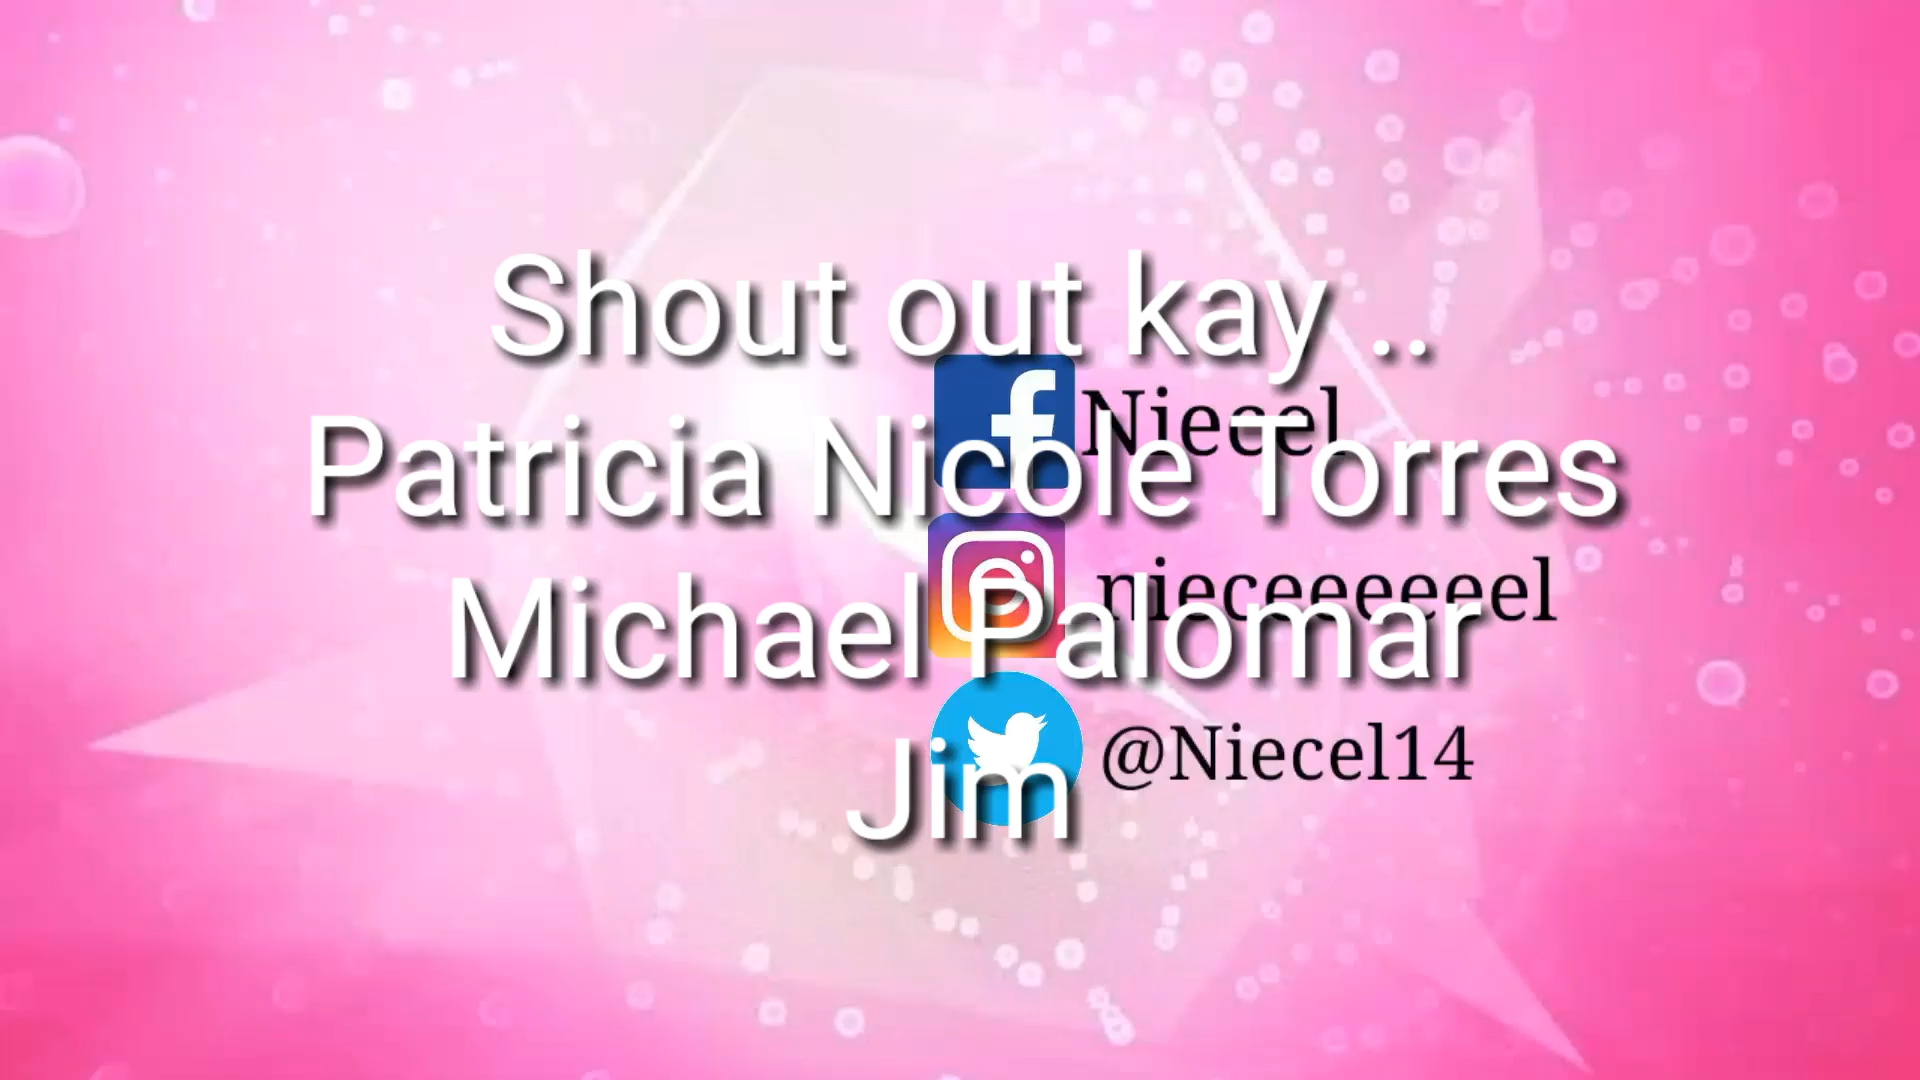 Shout out kay ..
Niecel
Patricia Nicole Torres
nieceeeeeel
Michael Palomar
@Niecel14
Jim